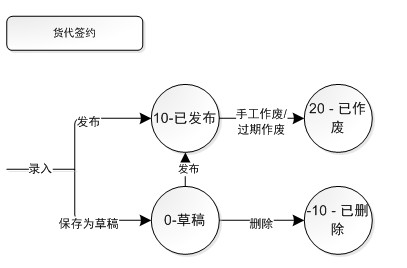 货代签约
发布
10-已发布
手工作废/
过期作废
20 - 已作
废
录入
发布
保存为草稿
0-草稿
删除
-10 - 已删
除